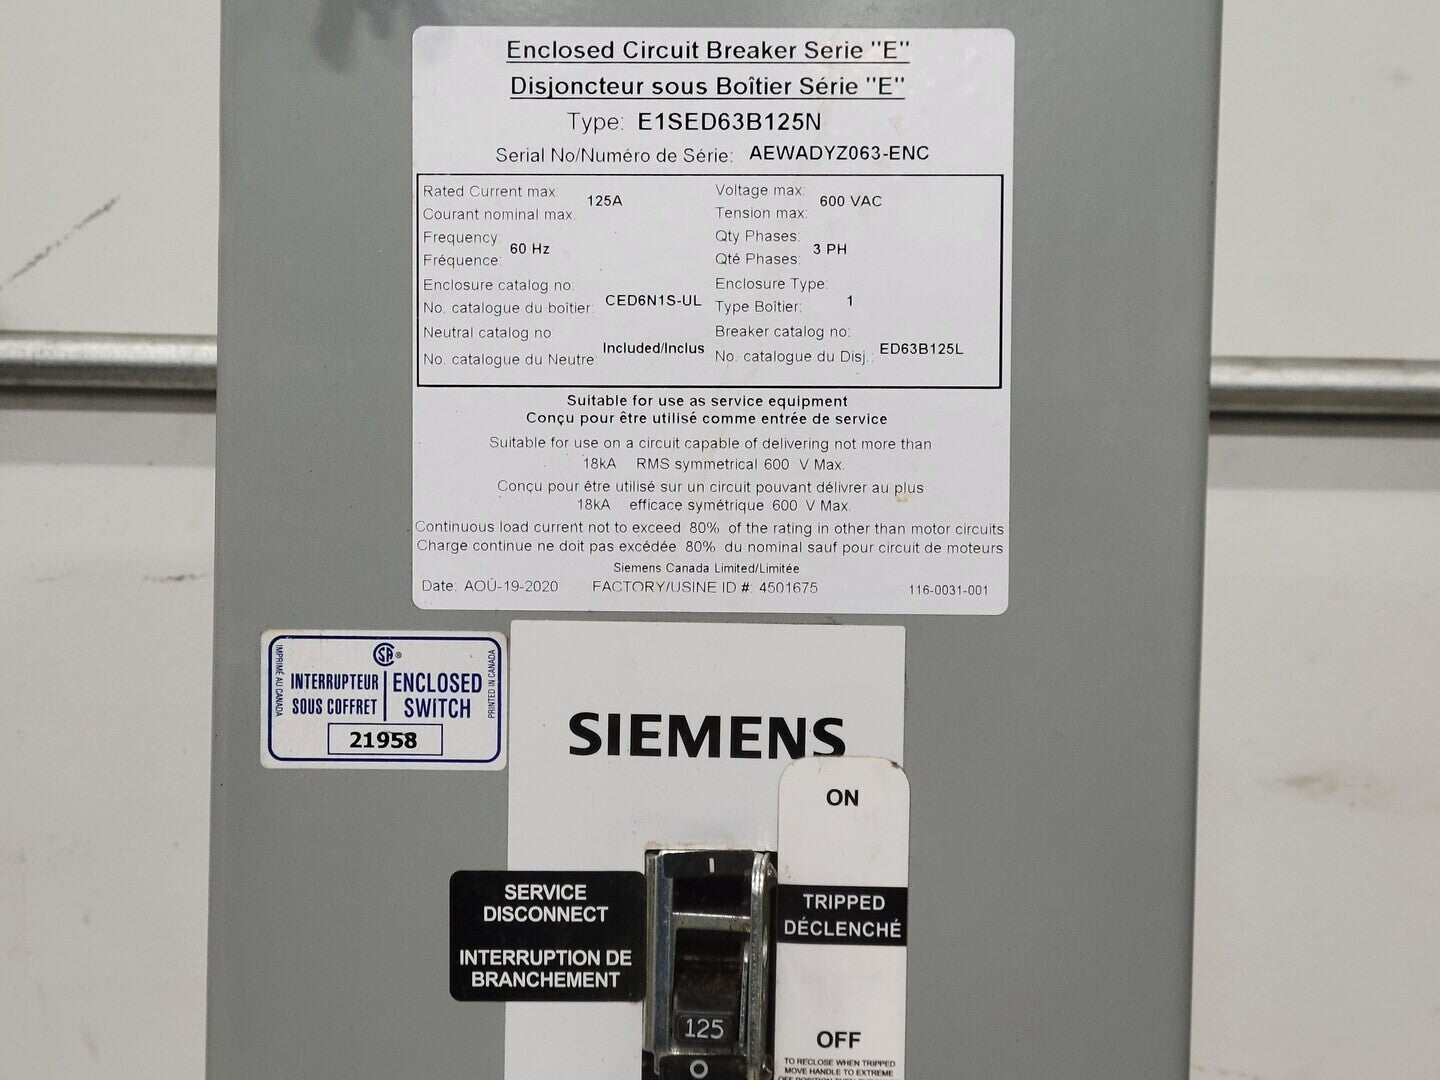 Enclosed Circuit Breaker Serie "E"
Disjoncteur sous Boîtier Série "E"
Type: E1SED63B125N
Serial No/Numéro de Série: AEWADYZ063-ENC
Rated Current max 125A
Courant nominal max.
Voltage max: 600 VAC
Tension max:
Frequency: 60 Hz
Fréquence:
Qty Phases: 3 PH
Qté Phases:
Enclosure catalog no:
No. catalogue du boîtier: CED6N1S-UL
Enclosure Type:
Type Boîtier: 1
Neutral catalog no
No. catalogue du Neutre: Included/Inclus
Breaker catalog no:
No. catalogue du Disj.: ED63B125L
Suitable for use as service equipment
Conçu pour être utilisé comme entrée de service
Suitable for use on a circuit capable of delivering not more than
18kA RMS symmetrical 600 V Max.
Conçu pour être utilisé sur un circuit pouvant délivrer au plus
18kA efficace symétrique 600 V Max.
Continuous load current not to exceed 80% of the rating in other than motor circuits
Charge continue ne doit pas excédée 80% du nominal sauf pour circuit de moteurs
Siemens Canada Limited/Limitée
Date: AOÛ-19-2020 FACTORY/USINE ID #: 4501675 116-0031-001
IMPRIMÉ AU CANADA
SA®
INTERRUPTEUR
SOUS COFFRET
ENCLOSED
SWITCH
PRINTED IN CANADA
21958
SIEMENS
ON
I
SERVICE
DISCONNECT
INTERRUPTION DE
BRANCHEMENT
TRIPPED
DÉCLENCHÉ
125
O
OFF
TO RECLOSE WHEN TRIPPED
MOVE HANDLE TO EXTREME